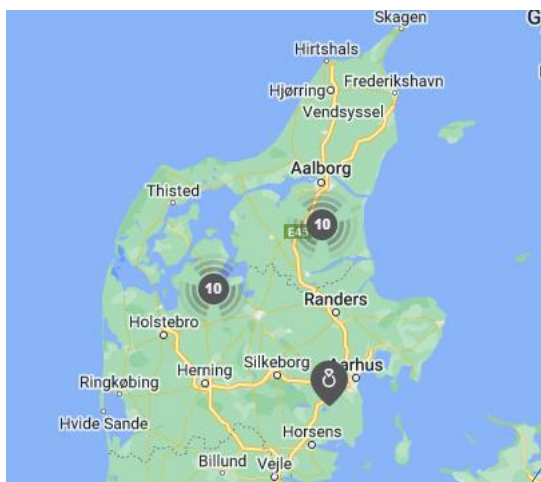 Skagen
G
Hirtshals
Hjørring
Frederikshavn
Vendsyssel
Aalborg
Thisted
10
E45
10
Randers
Holstebro
Silkeborg
Aarhus
Herning
Ringkøbing
Hvide Sande
Horsens
Billund
Vejle